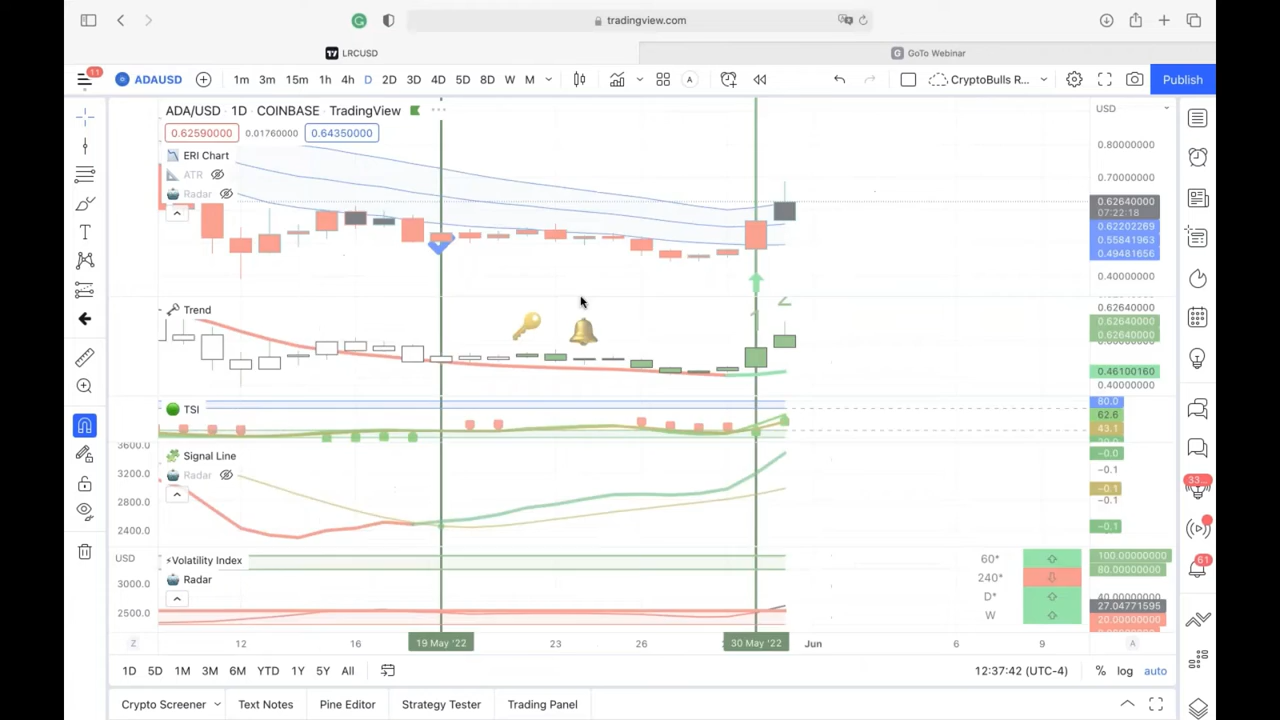 tradingview.com
LRCUSD
GoTo Webinar
11
ADAUSD 1m 3m 15m 1h 4h D 2D 3D 4D 5D 8D W M A CryptoBulls R... Publish
ADA/USD · 1D · COINBASE · TradingView
USD
0.62590000 0.01760000 0.64350000
0.80000000
ERI Chart
ATR
0.70000000
Radar
0.62640000
07:22:18
0.62202269
0.55841963
0.49481656
0.40000000
Trend
0.62640000
0.62640000
0.46100160
0.40000000
TSI
80.0
62.6
43.1
3600.0
Signal Line
-0.0
3200.0
Radar
-0.1
-0.1
-0.1
2800.0
2400.0
-0.1
USD
Volatility Index
60*
100.00000000
80.00000000
3000.0
Radar
240*
D*
40.00000000
27.04771595
2500.0
W
20.00000000
33...
61
Z 12 16 19 May '22 23 26 30 May '22 Jun 6 9 A
1D 5D 1M 3M 6M YTD 1Y 5Y All 12:37:42 (UTC-4) % log auto
Crypto Screener Text Notes Pine Editor Strategy Tester Trading Panel